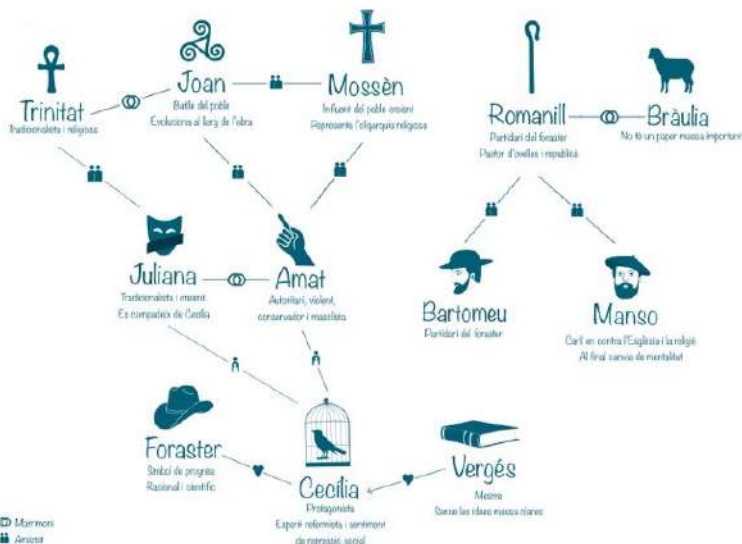 Trinitat
Tradicionalista i religiosa
Joan
Batlle del poble
Evoluciona al llarg de l'obra
Mossèn
Influent del poble creient
Representa l'oligarquia religiosa
Romanill
Partidari del foraster
Pastor d'ovelles i republicà
Bràulia
No té un paper massa important
Juliana
Tradicionalista i
Es compadeix de Cecília
Amat
Autoritari, violent,
conservador i masclista
Bartomeu
Partidari del foraster
Manso
Carlí en contra l'Església i la religió
Al final canvia de mentalitat
Foraster
Símbol de progrés
Racional i científic
Cecília
Protagonista
Esperit reformista i sentiment
de repressió social
Vergés
Mestre
Sense les idees massa clares
Matrimoni
Amistat